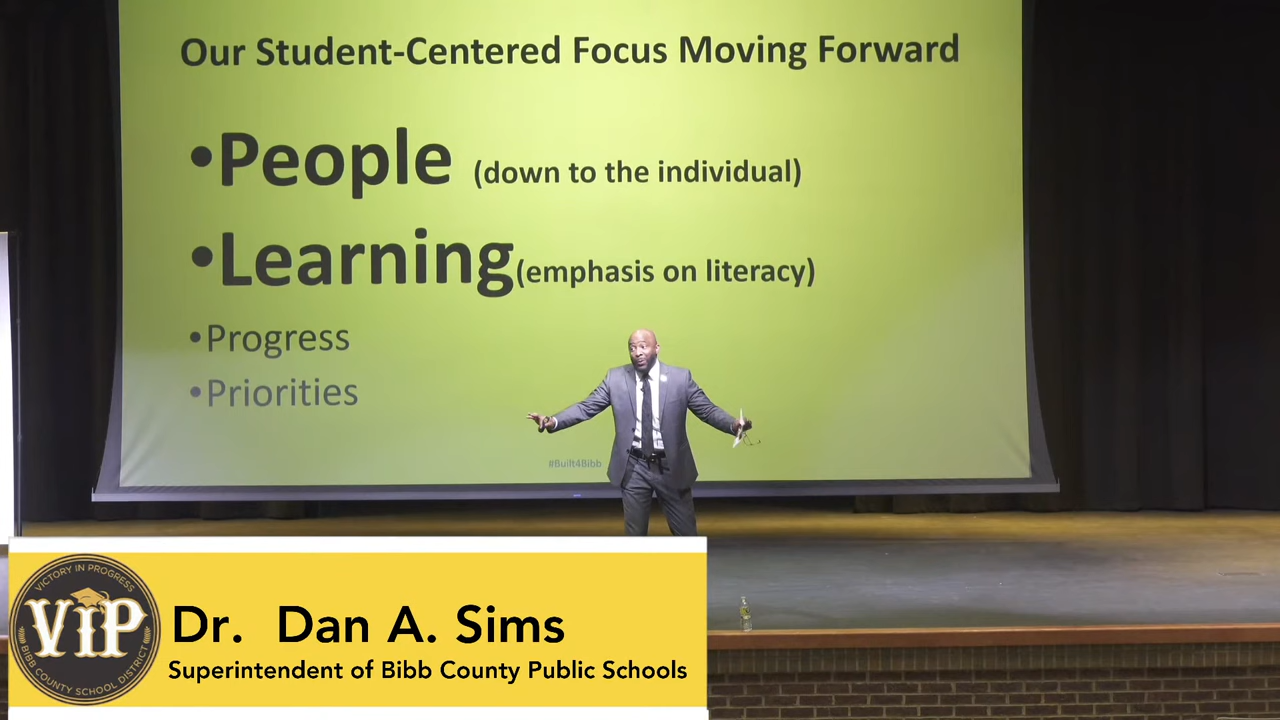 Our Student-Centered Focus Moving Forward
•People (down to the individual)
•Learning(emphasis on literacy)
•Progress
•Priorities
#Built4Bibb
VICTORY IN PROGRESS
VIP
BIBB COUNTY SCHOOL DISTRICT
Dr. Dan A. Sims
Superintendent of Bibb County Public Schools